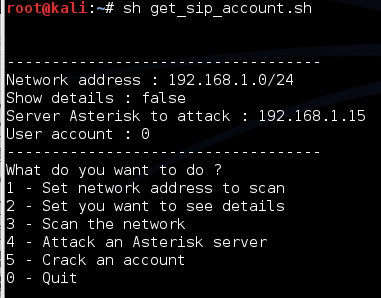 root@kali:~# sh get_sip_account.sh
-----------------------------------
Network address : 192.168.1.0/24
Show details : false
Server Asterisk to attack : 192.168.1.15
User account : 0
-----------------------------------
What do you want to do ?
1 - Set network address to scan
2 - Set you want to see details
3 - Scan the network
4 - Attack an Asterisk server
5 - Crack an account
0 - Quit